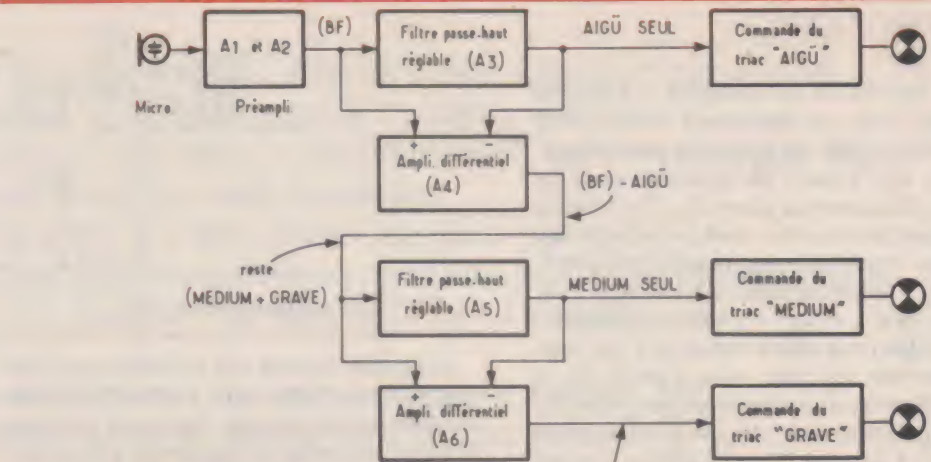 (BF)
A1 et A2
Filtre passe-haut
réglable (A3)
AIGÜ SEUL
Commande du
triac "AIGÜ"
Micro.
Préampli.
+ −
Ampli. différentiel
(A4)
(BF) - AIGÜ
reste
(MEDIUM + GRAVE)
Filtre passe-haut
réglable (A5)
MEDIUM SEUL
Commande du
triac "MEDIUM"
+ −
Ampli. différentiel
(A6)
Commande du
triac "GRAVE"